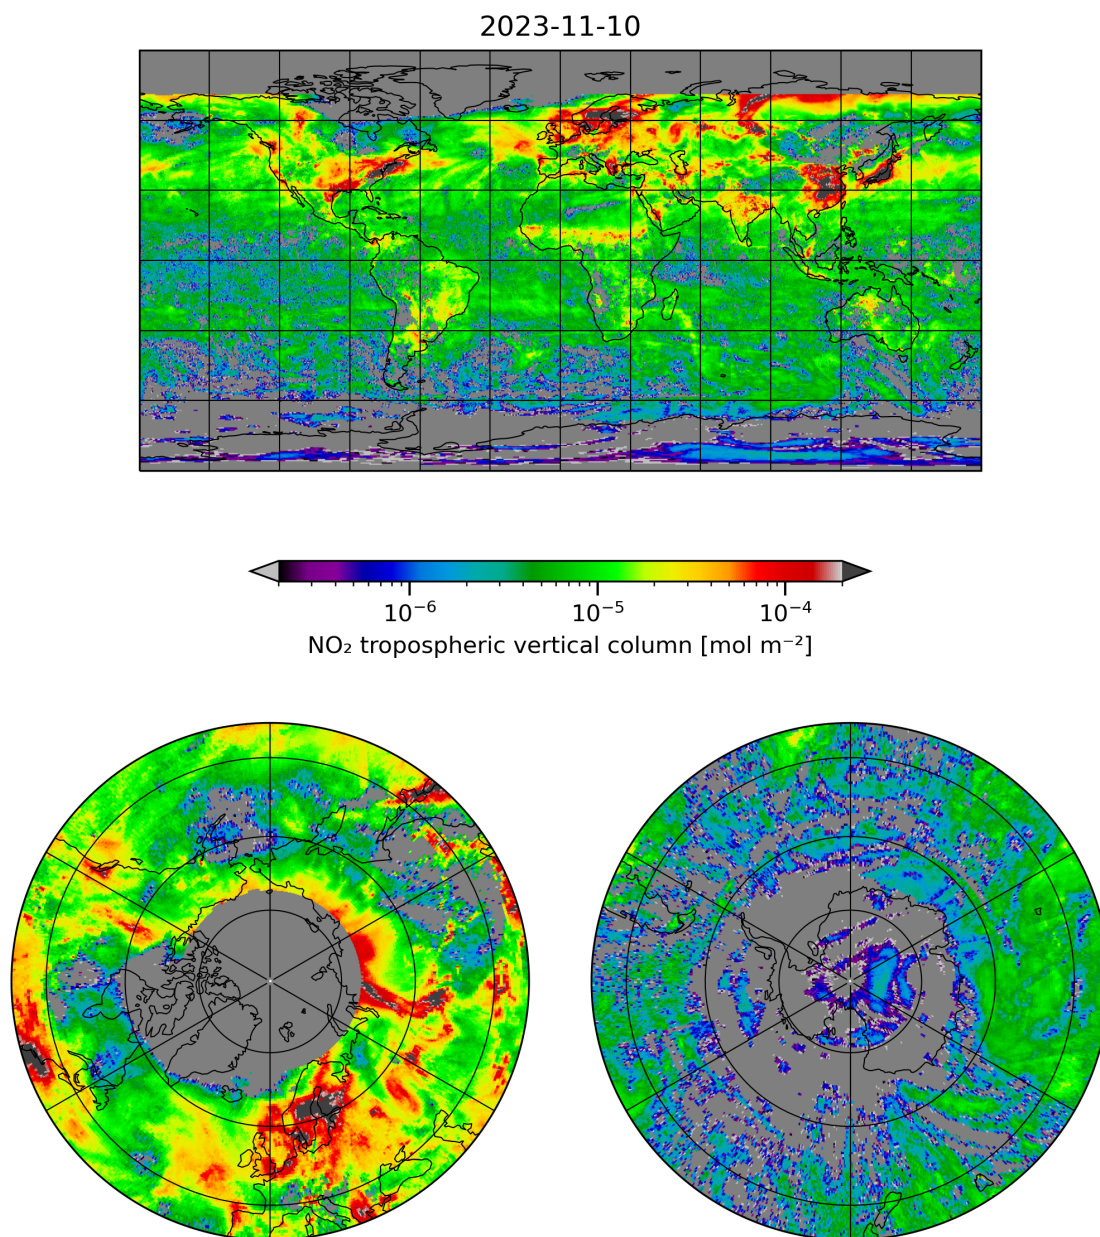 2023-11-10
10⁻⁶ 10⁻⁵ 10⁻⁴
NO₂ tropospheric vertical column [mol m⁻²]